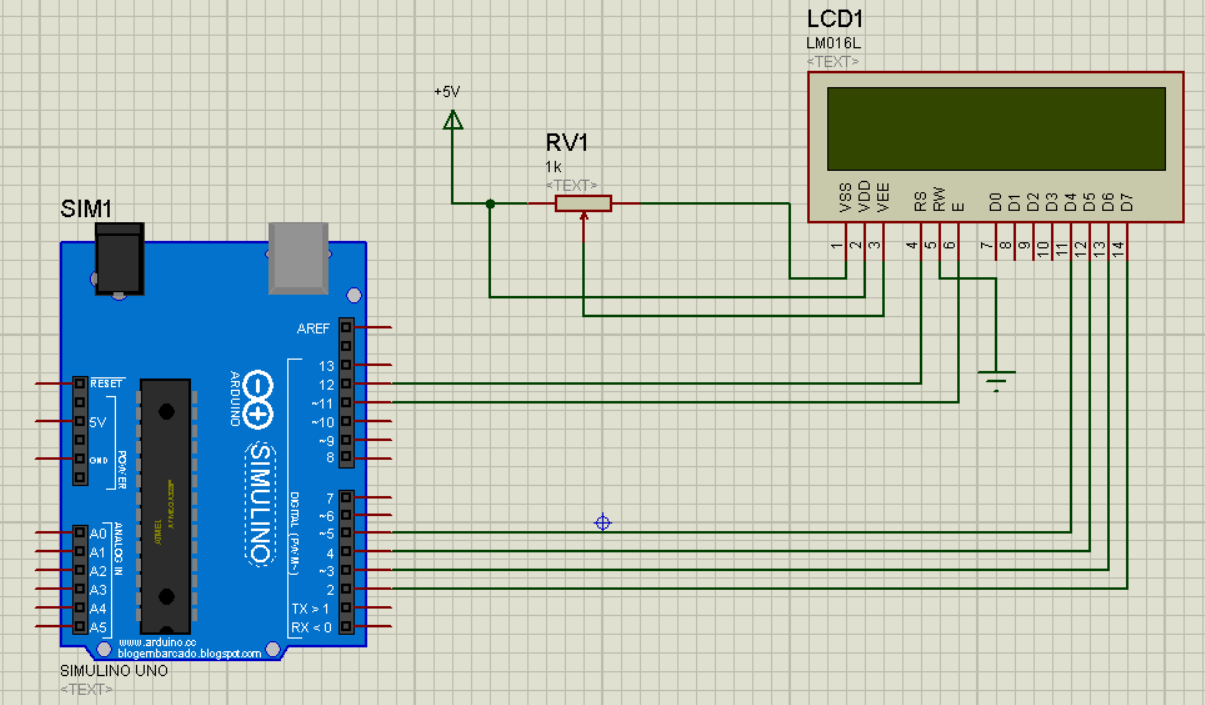 LCD1
LM016L
<TEXT>
+5V
RV1
1k
<TEXT>
VSS
VDD
VEE
RS
RW
E
D0
D1
D2
D3
D4
D5
D6
D7
1
2
3
4
5
6
7
8
9
10
11
12
13
14
SIM1
AREF
13
12
~11
~10
~9
8
7
~6
~5
4
~3
2
TX > 1
RX < 0
RESET
5V
GND
POWER
A0
A1
A2
A3
A4
A5
ANALOG IN
ARDUINO
SIMULINO
DIGITAL (PWM~)
ATMEL
www.arduino.cc
blogembarcado.blogspot.com
SIMULINO UNO
<TEXT>